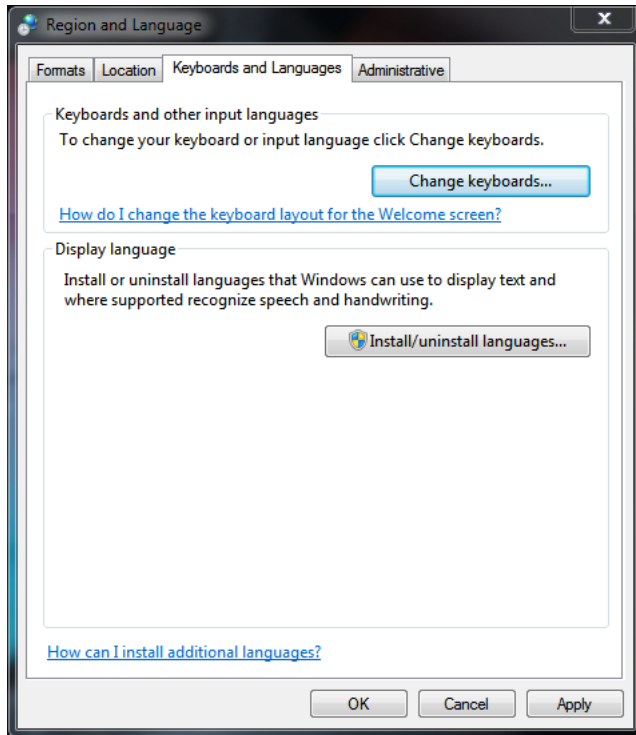 Region and Language
x
Formats Location Keyboards and Languages Administrative
Keyboards and other input languages
To change your keyboard or input language click Change keyboards.
Change keyboards...
How do I change the keyboard layout for the Welcome screen?
Display language
Install or uninstall languages that Windows can use to display text and
where supported recognize speech and handwriting.
Install/uninstall languages...
How can I install additional languages?
OK Cancel Apply